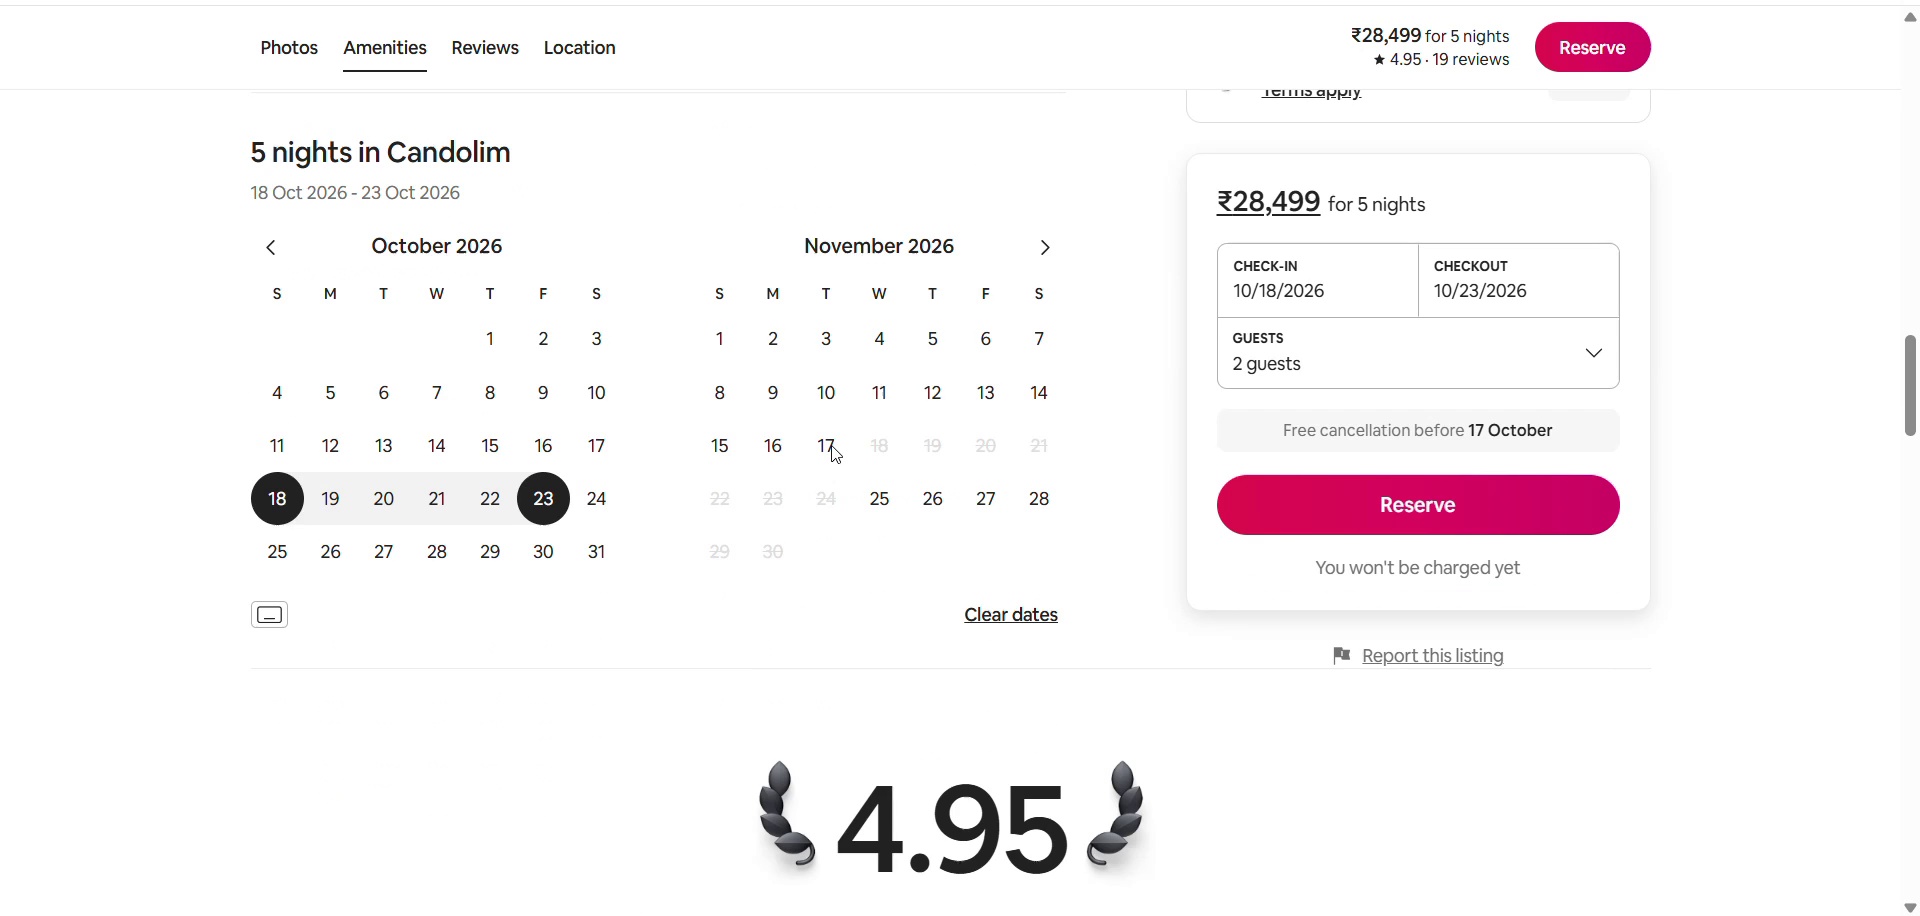 Photos Amenities Reviews Location
₹28,499 for 5 nights
★ 4.95 · 19 reviews
Reserve
Terms apply
5 nights in Candolim
18 Oct 2026 - 23 Oct 2026
October 2026
S M T W T F S
1 2 3
4 5 6 7 8 9 10
11 12 13 14 15 16 17
18 19 20 21 22 23 24
25 26 27 28 29 30 31
November 2026
S M T W T F S
1 2 3 4 5 6 7
8 9 10 11 12 13 14
15 16 17 18 19 20 21
22 23 24 25 26 27 28
29 30
Clear dates
₹28,499 for 5 nights
CHECK-IN
10/18/2026
CHECKOUT
10/23/2026
GUESTS
2 guests
Free cancellation before 17 October
Reserve
You won't be charged yet
Report this listing
4.95